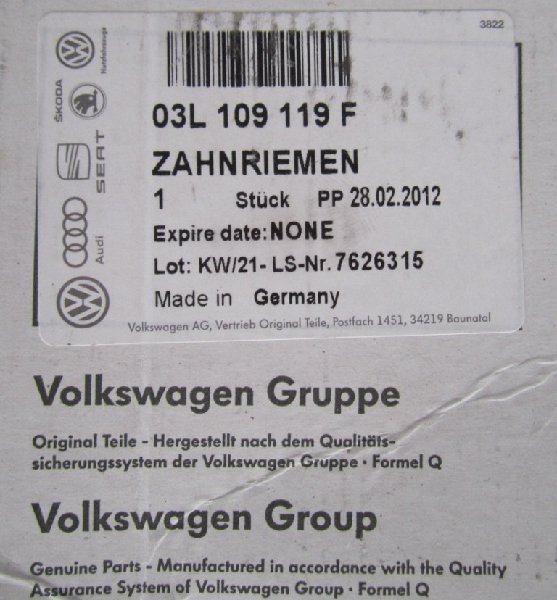 3822
Nutzfahrzeuge
ŠKODA
SEAT
Audi
03L 109 119 F
ZAHNRIEMEN
1 Stück PP 28.02.2012
Expire date: NONE
Lot: KW/21- LS-Nr. 7626315
Made in Germany
Volkswagen AG, Vertrieb Original Teile, Postfach 1451, 34219 Baunatal
Volkswagen Gruppe
Original Teile - Hergestellt nach dem Qualitäts-
sicherungssystem der Volkswagen Gruppe · Formel Q
Volkswagen Group
Genuine Parts - Manufactured in accordance with the Quality
Assurance System of Volkswagen Group · Formel Q